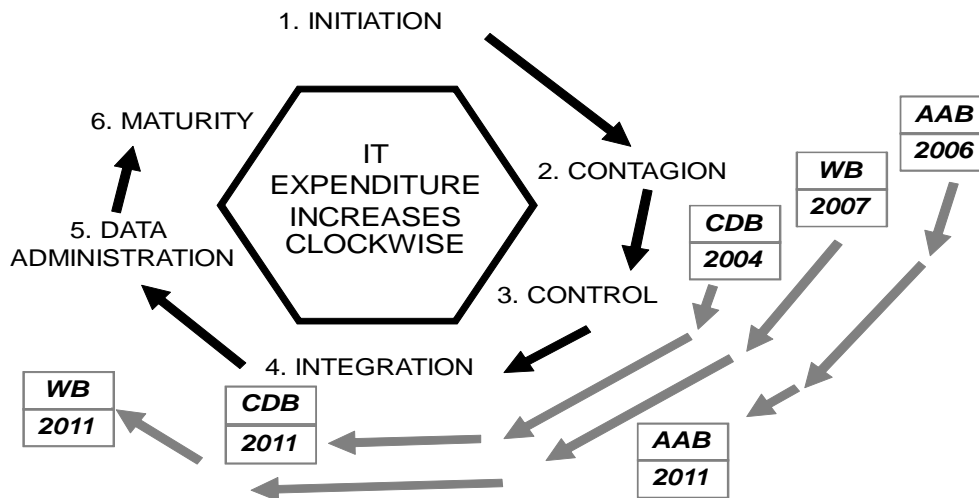 1. INITIATION
6. MATURITY
IT
EXPENDITURE
INCREASES
CLOCKWISE
2. CONTAGION
AAB
2006
WB
2007
CDB
2004
5. DATA
ADMINISTRATION
3. CONTROL
4. INTEGRATION
WB
2011
CDB
2011
AAB
2011